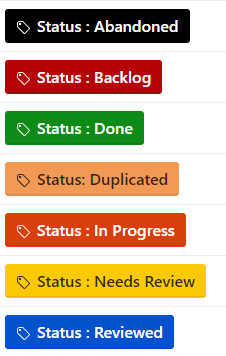 Status : Abandoned
Status : Backlog
Status : Done
Status: Duplicated
Status : In Progress
Status : Needs Review
Status : Reviewed